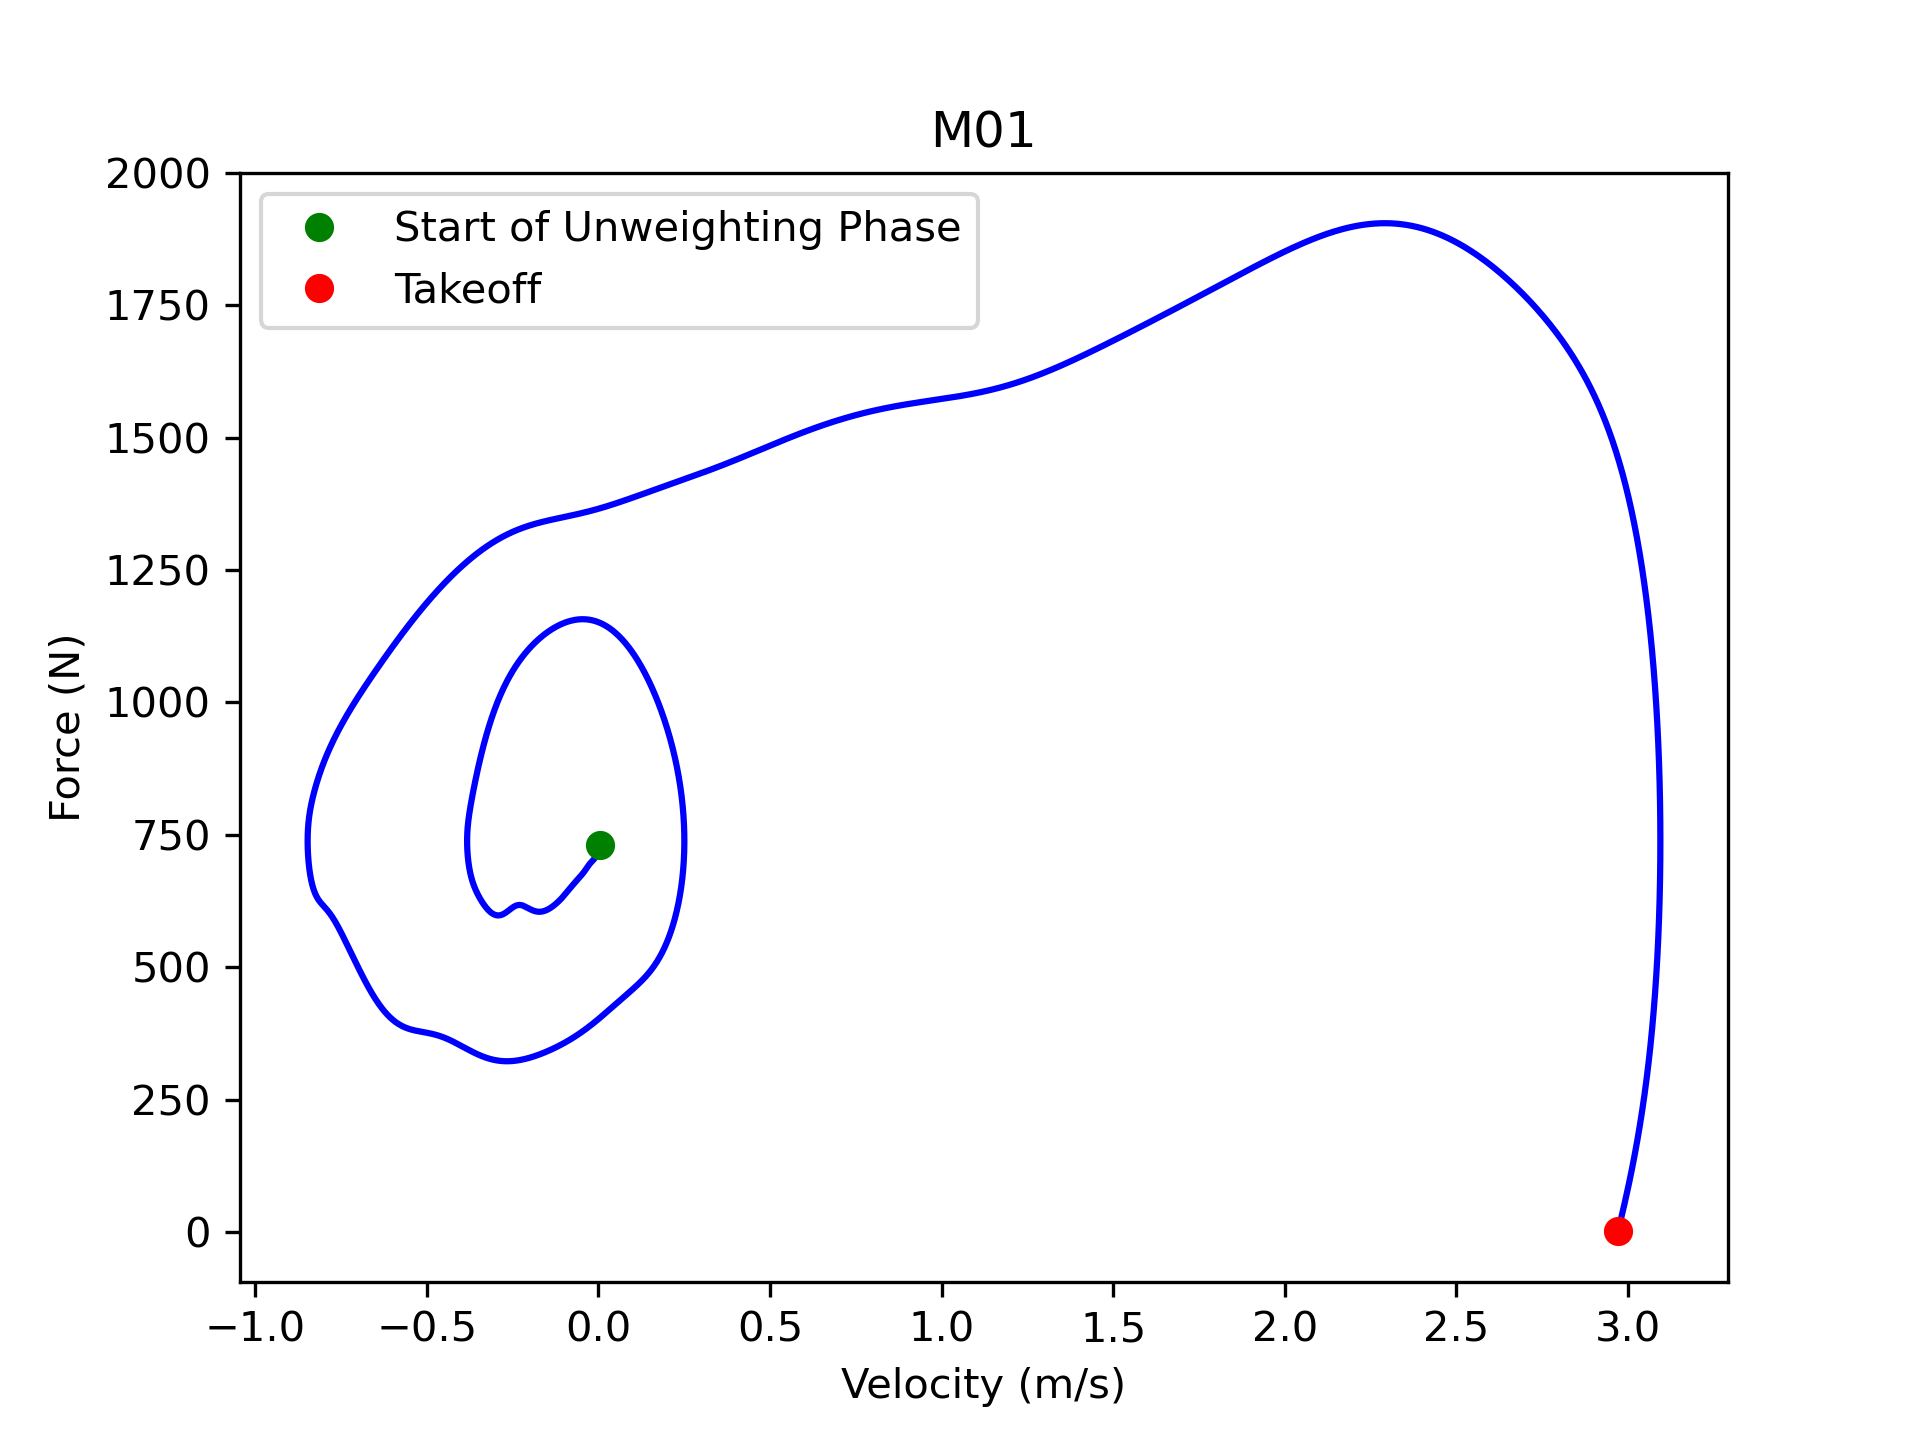 M01
Start of Unweighting Phase
Takeoff
Force (N)
2000
1750
1500
1250
1000
750
500
250
0
−1.0 −0.5 0.0 0.5 1.0 1.5 2.0 2.5 3.0
Velocity (m/s)